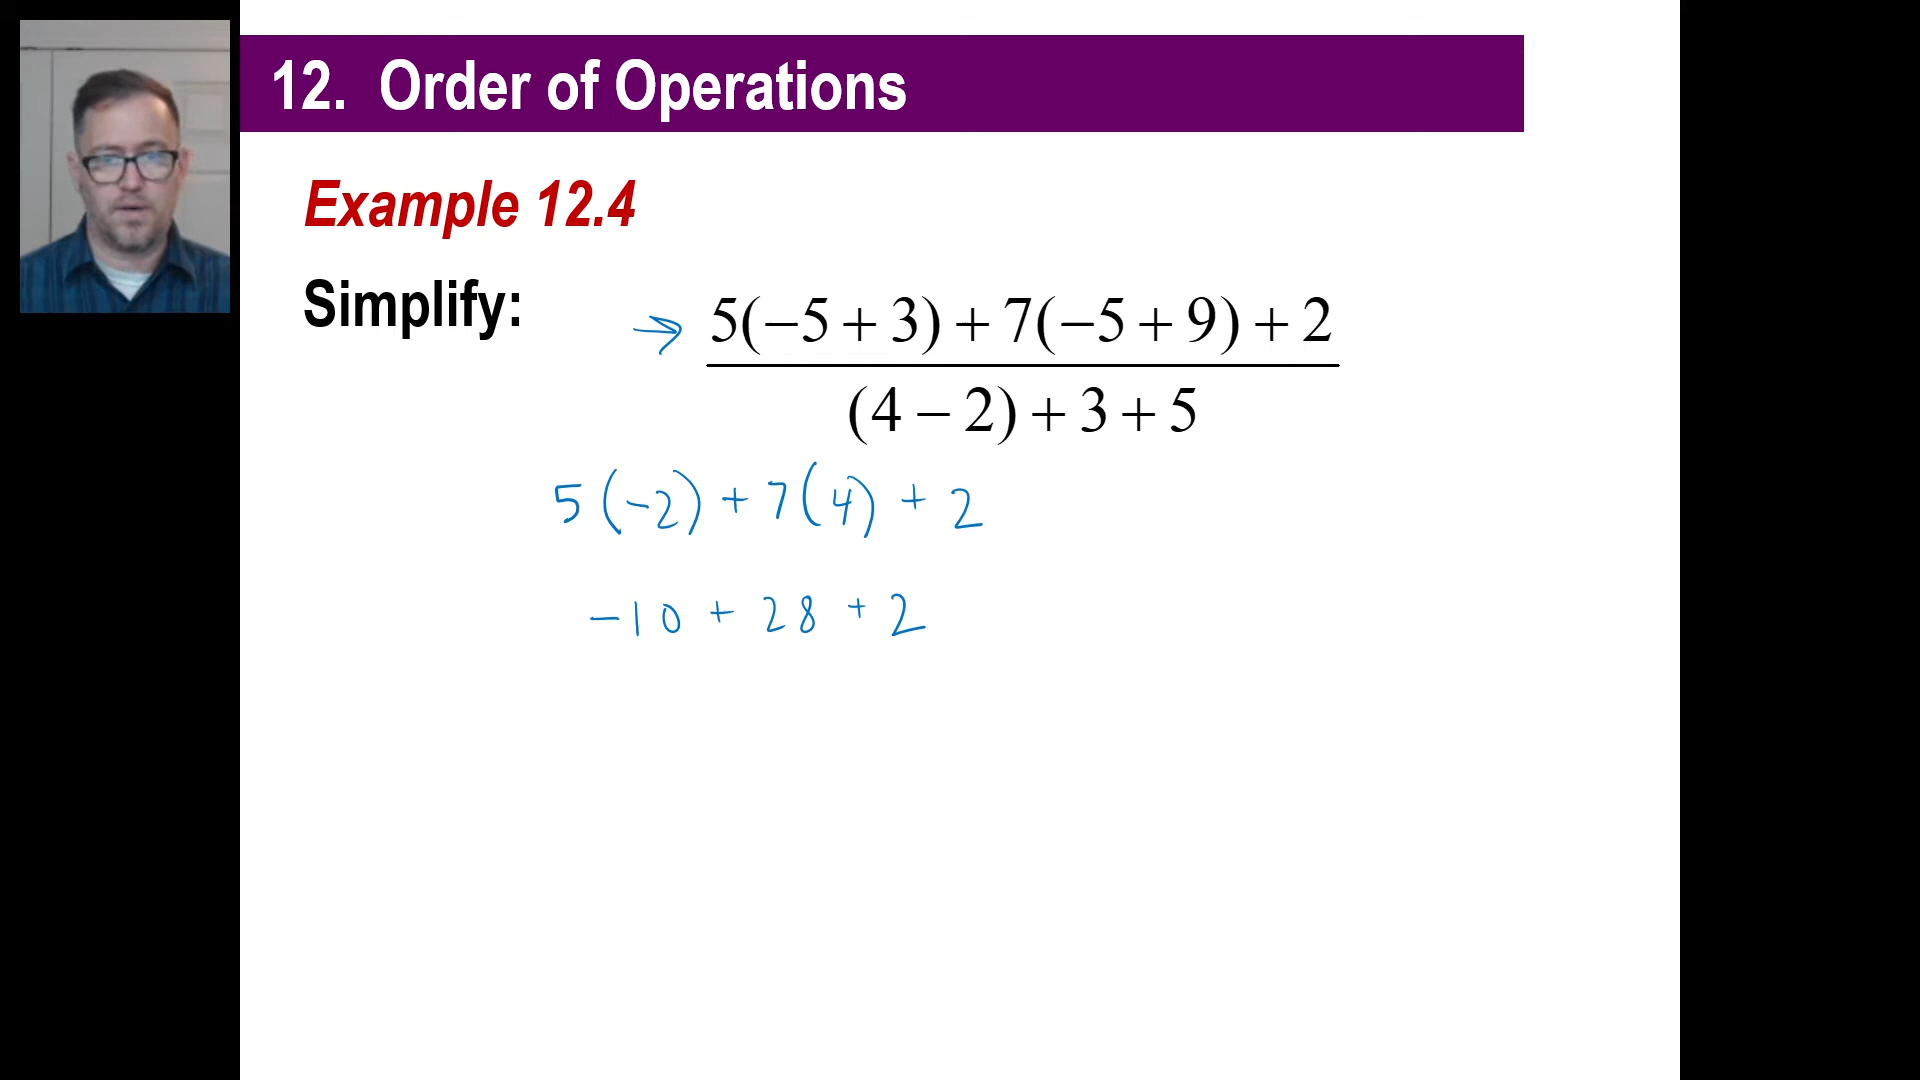 12. Order of Operations
Example 12.4
Simplify:
→ 5(−5 + 3) + 7(−5 + 9) + 2
(4 − 2) + 3 + 5
5(-2) + 7(4) + 2
-10 + 28 + 2